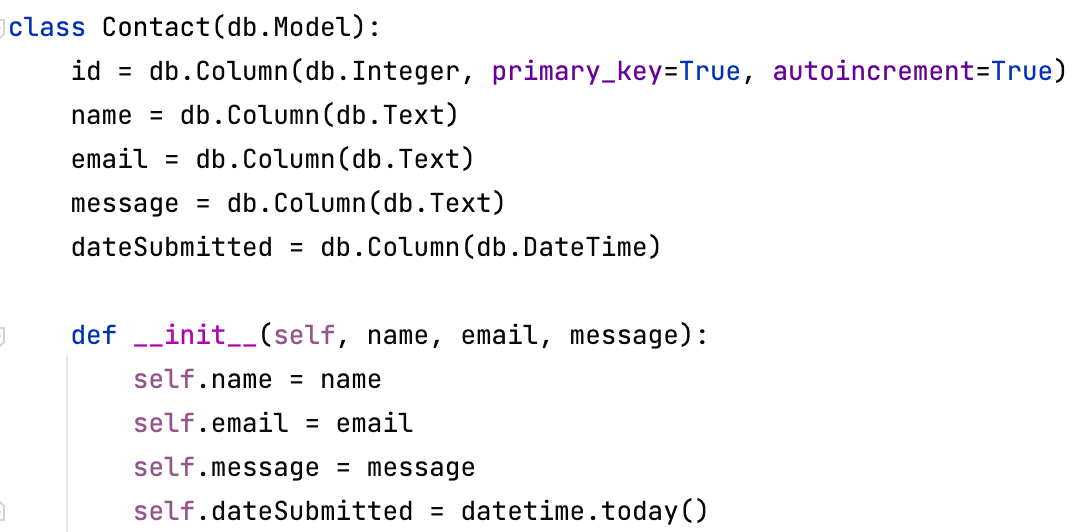 class Contact(db.Model):
    id = db.Column(db.Integer, primary_key=True, autoincrement=True)
    name = db.Column(db.Text)
    email = db.Column(db.Text)
    message = db.Column(db.Text)
    dateSubmitted = db.Column(db.DateTime)

    def __init__(self, name, email, message):
        self.name = name
        self.email = email
        self.message = message
        self.dateSubmitted = datetime.today()